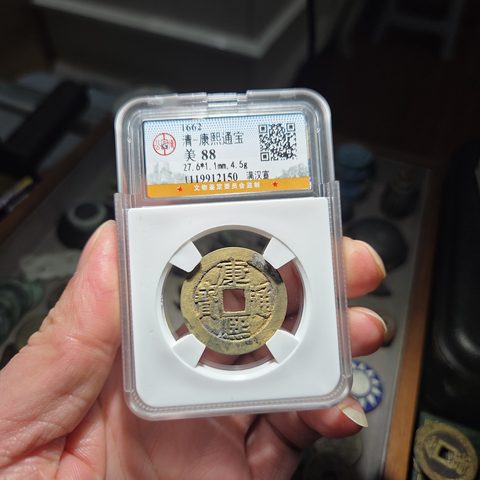 1662
清·康熙通宝
美 88
27.6*1.1mm,4.5g
1119912150 满汉宣
文物鉴定委员会监制
康熙通寶